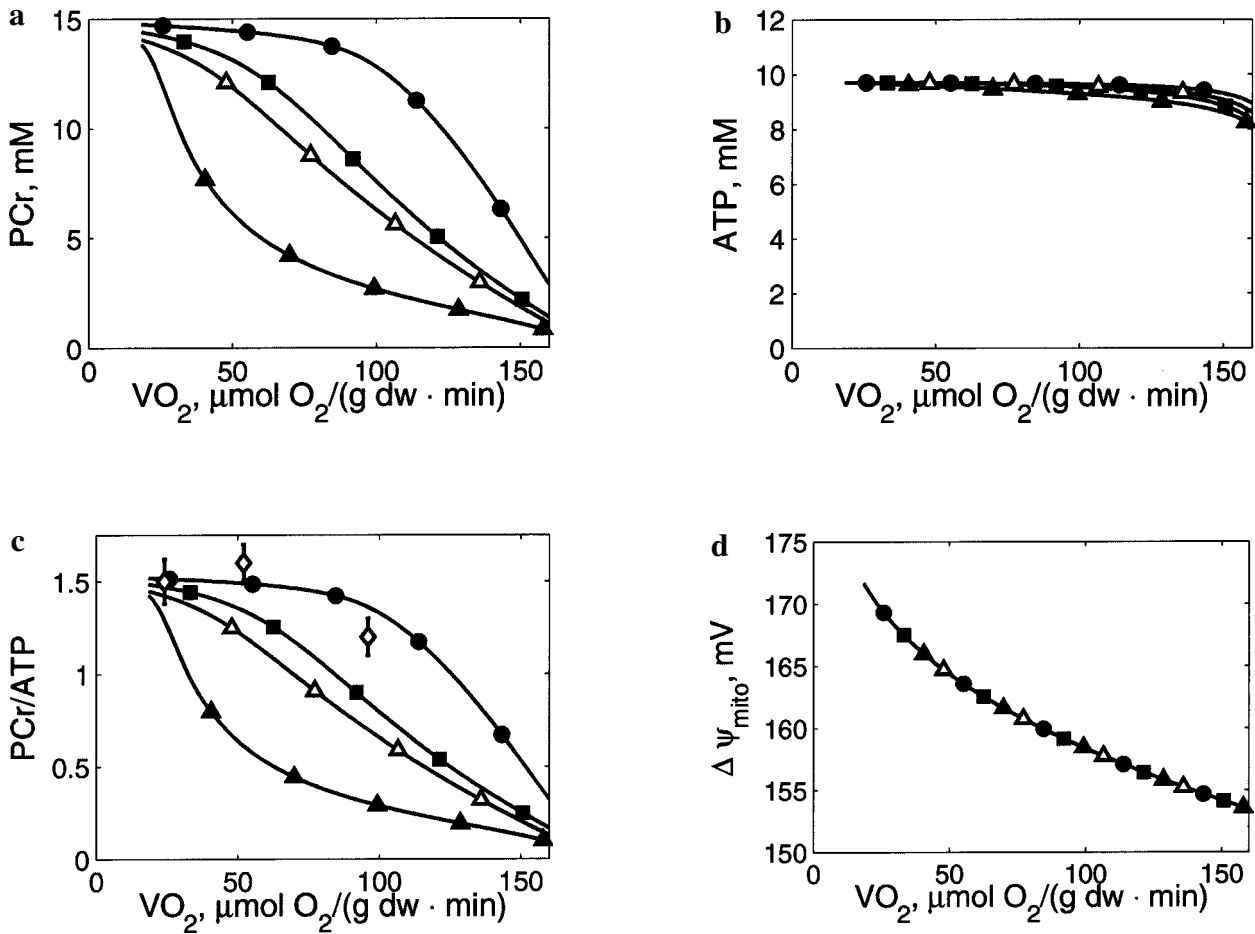 a
15
10
5
0
PCr, mM
0 50 100 150
VO2, μmol O2/(g dw · min)
b
12
10
8
6
4
2
0
ATP, mM
0 50 100 150
VO2, μmol O2/(g dw · min)
c
1.5
1
0.5
0
PCr/ATP
0 50 100 150
VO2, μmol O2/(g dw · min)
d
175
170
165
160
155
150
Δ ψmito, mV
0 50 100 150
VO2, μmol O2/(g dw · min)